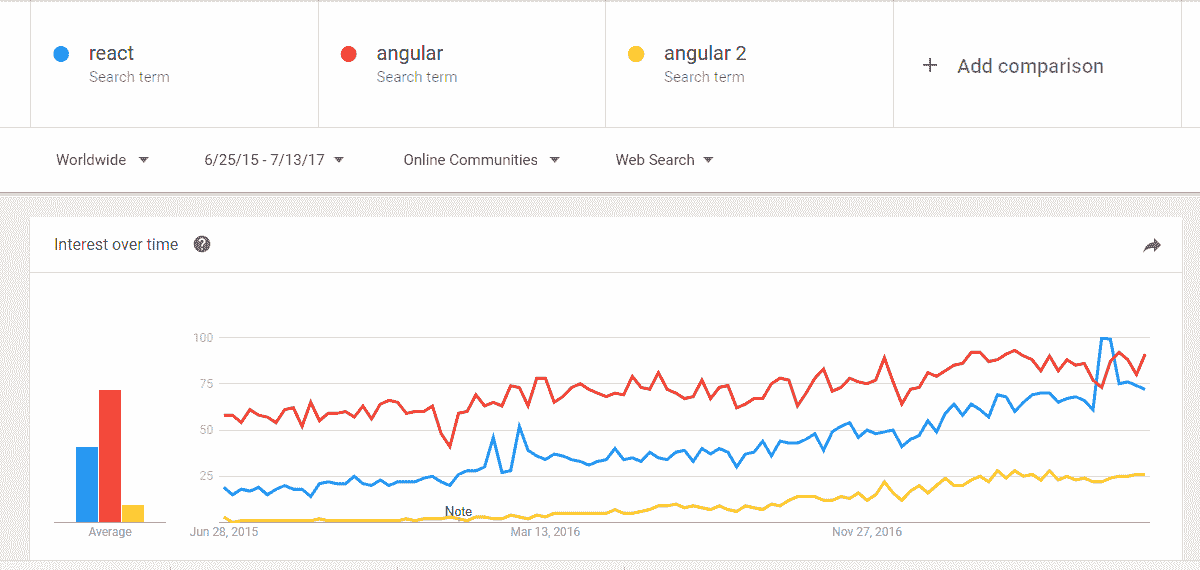 react
Search term
angular
Search term
angular 2
Search term
+ Add comparison
Worldwide
6/25/15 - 7/13/17
Online Communities
Web Search
Interest over time ?
100
75
50
25
Note
Average
Jun 28, 2015
Mar 13, 2016
Nov 27, 2016